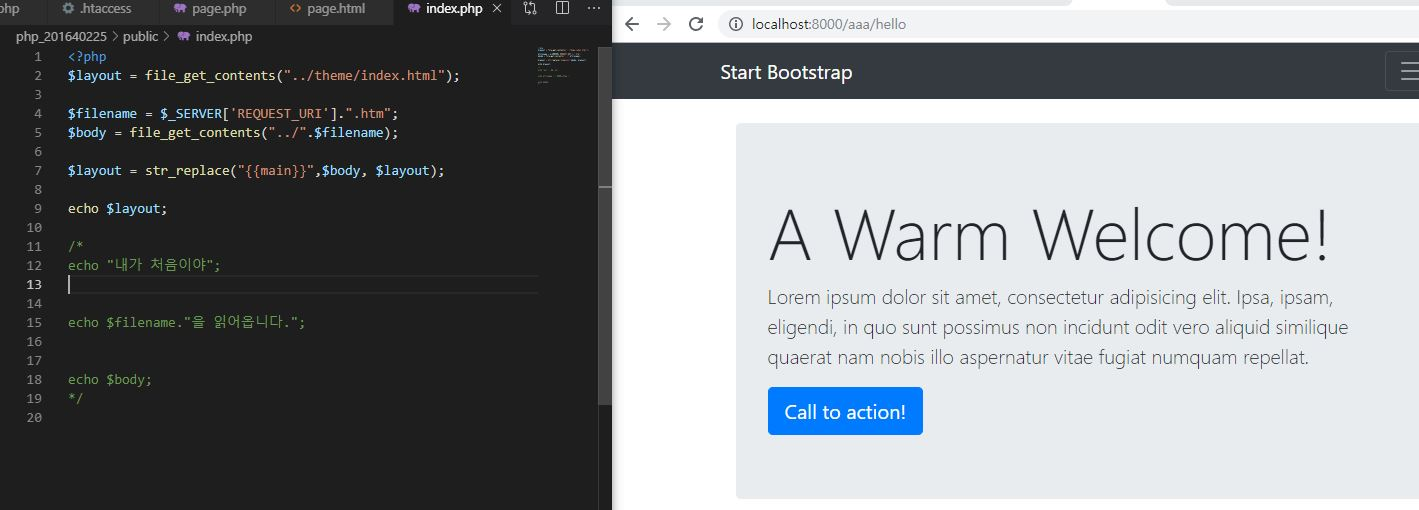 php
.htaccess
page.php
page.html
index.php
php_201640225 > public > index.php
1 <?php
2 $layout = file_get_contents("../theme/index.html");
3
4 $filename = $_SERVER['REQUEST_URI'].".htm";
5 $body = file_get_contents("../".$filename);
6
7 $layout = str_replace("{{main}}",$body, $layout);
8
9 echo $layout;
10
11 /*
12 echo "내가 처음이야";
13
14
15 echo $filename."을 읽어옵니다.";
16
17
18 echo $body;
19 */
20
localhost:8000/aaa/hello
Start Bootstrap
A Warm Welcome!
Lorem ipsum dolor sit amet, consectetur adipisicing elit. Ipsa, ipsam,
eligendi, in quo sunt possimus non incidunt odit vero aliquid similique
quaerat nam nobis illo aspernatur vitae fugiat numquam repellat.
Call to action!